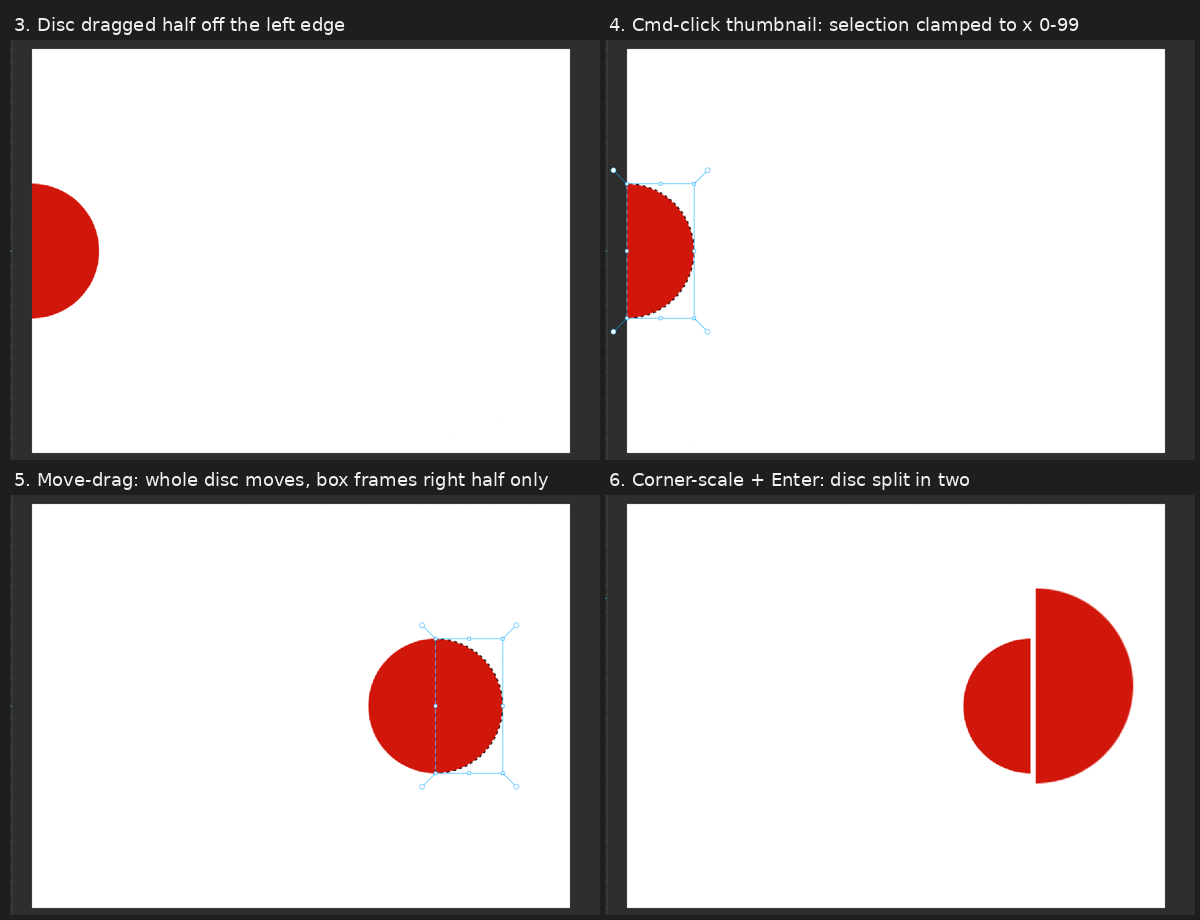 3. Disc dragged half off the left edge
4. Cmd-click thumbnail: selection clamped to x 0-99
5. Move-drag: whole disc moves, box frames right half only
6. Corner-scale + Enter: disc split in two